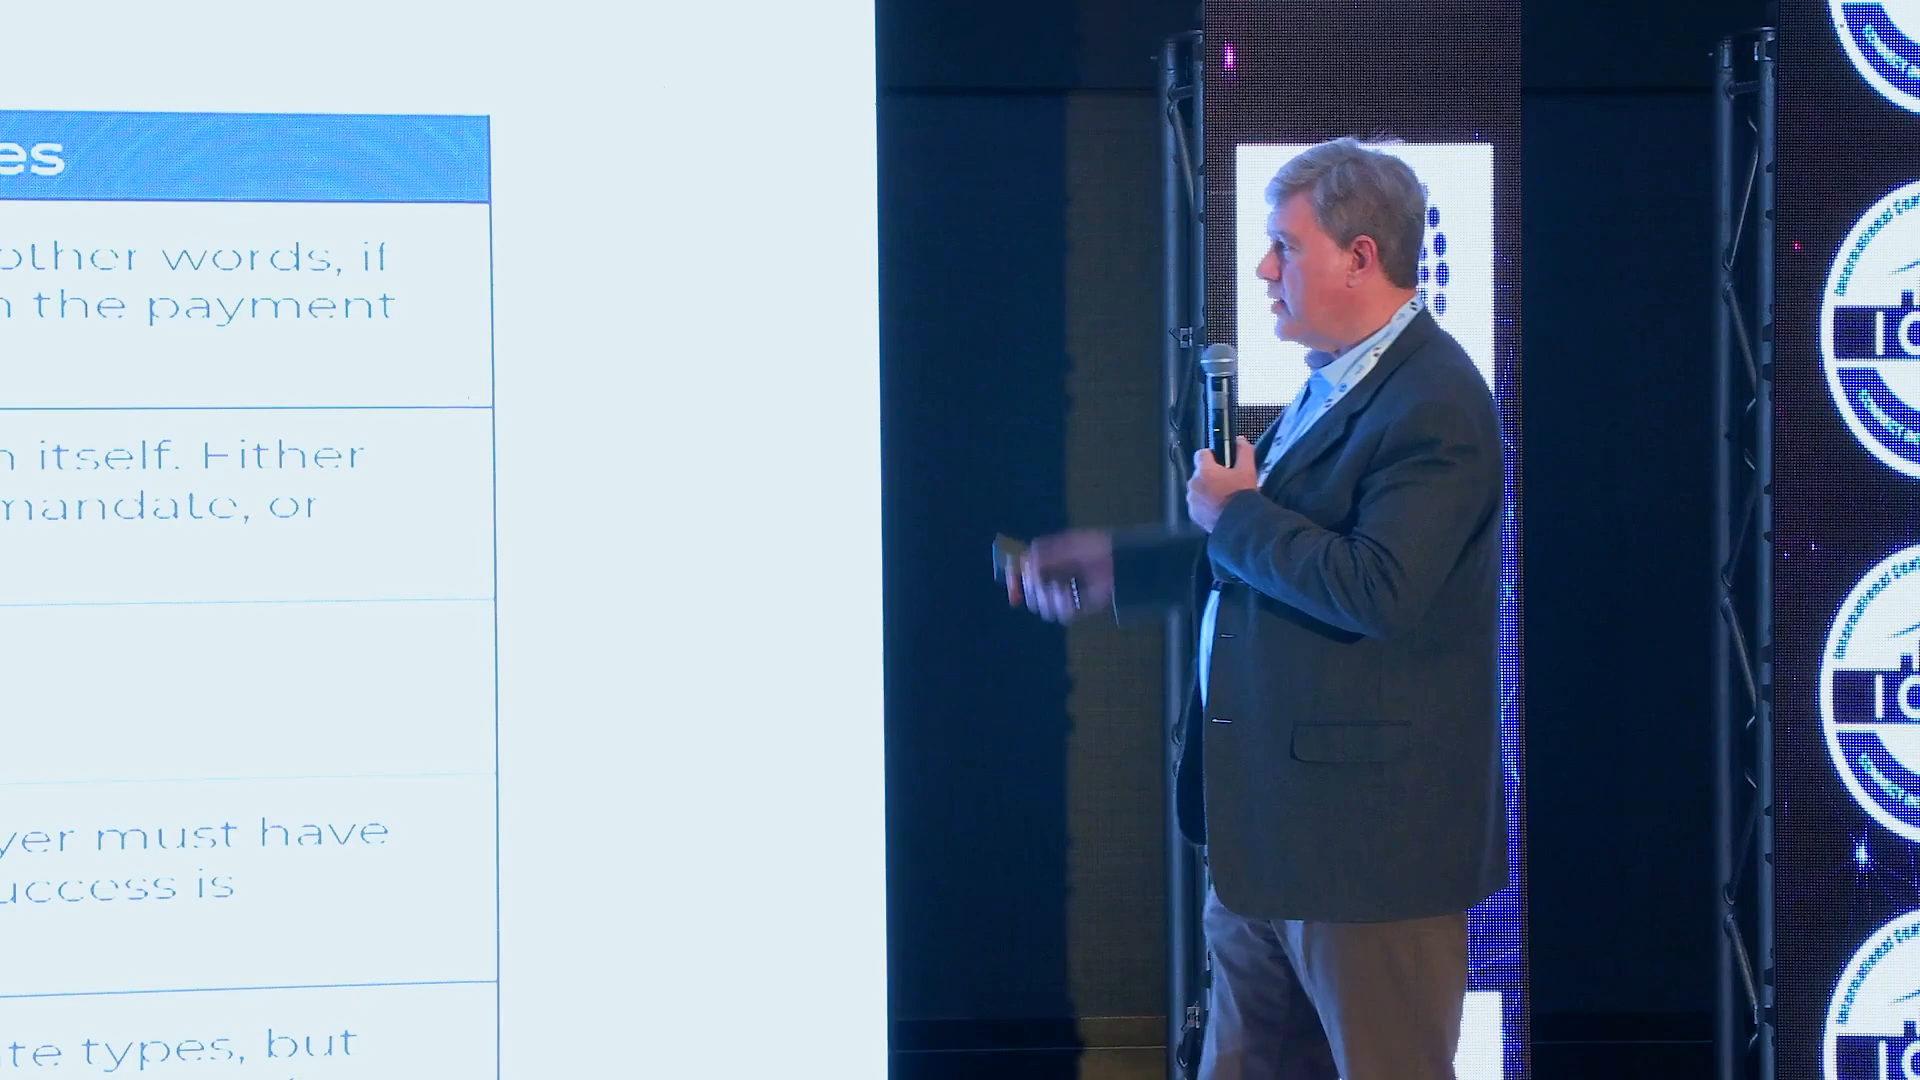 es
other words, if
n the payment
n itself. Either
mandate, or
yer must have
uccess is
te types, but